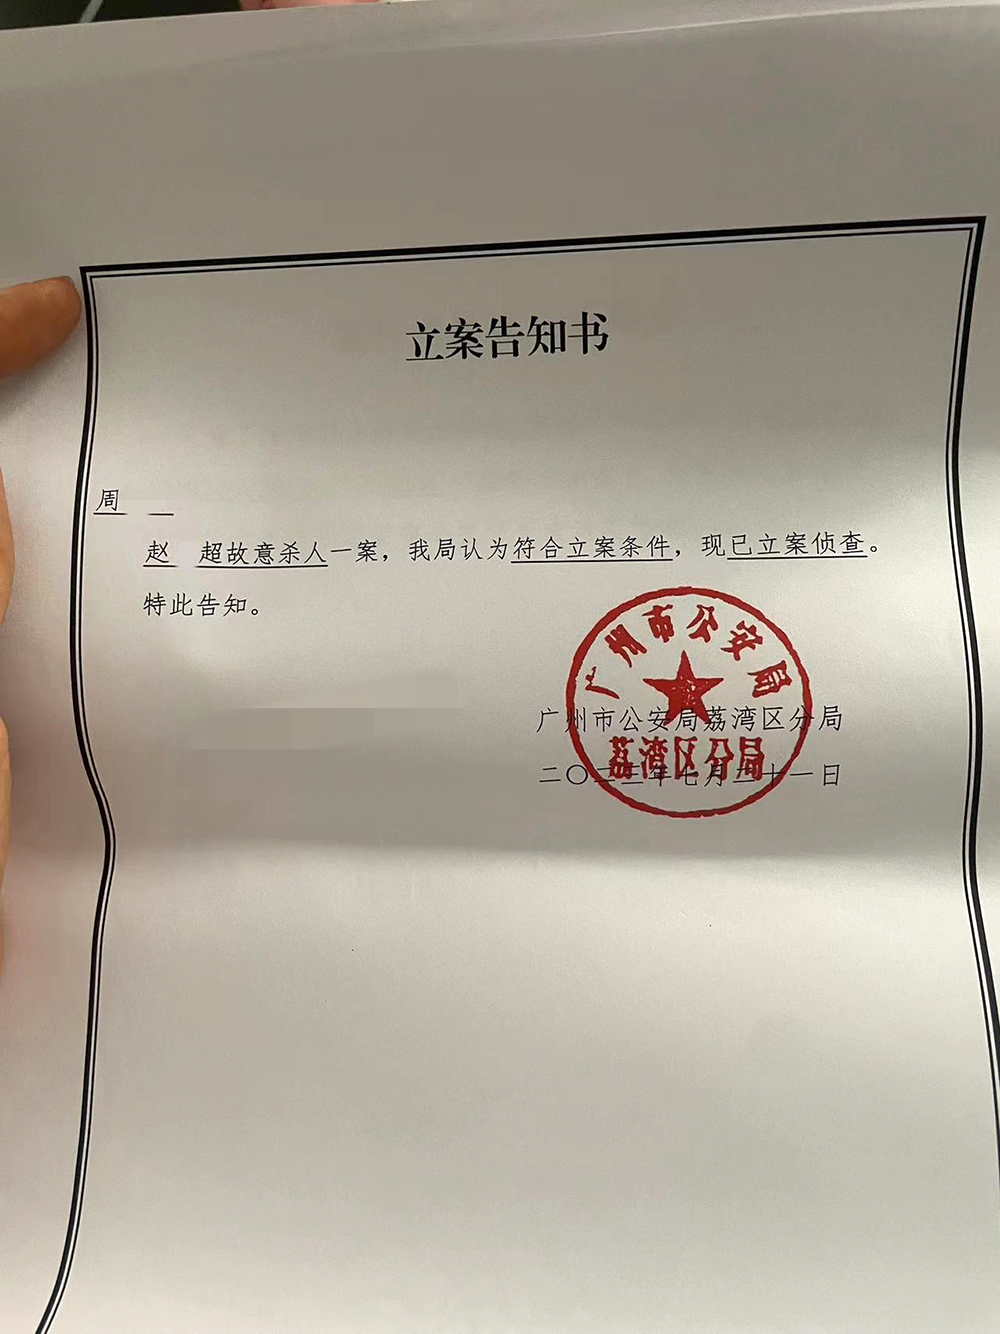 立案告知书
周
赵 超故意杀人一案，我局认为符合立案条件，现已立案侦查。
特此告知。
广州市公安局
荔湾区分局
广州市公安局荔湾区分局
二〇二三年七月二十一日